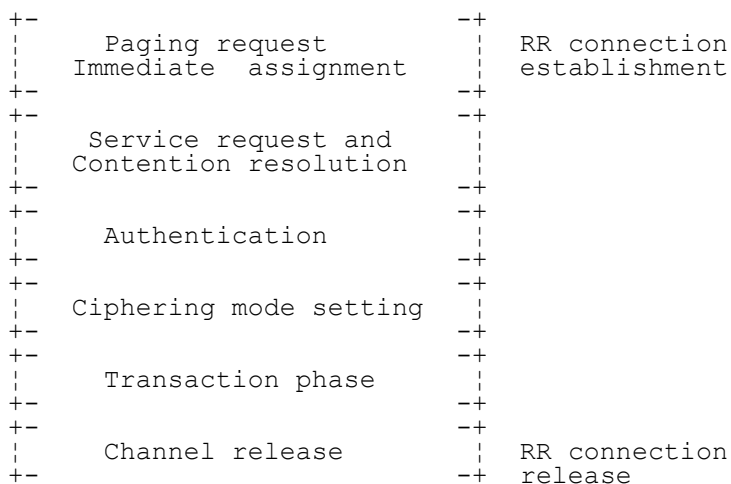 Paging request RR connection
Immediate assignment establishment
Service request and
Contention resolution
Authentication
Ciphering mode setting
Transaction phase
Channel release RR connection
release